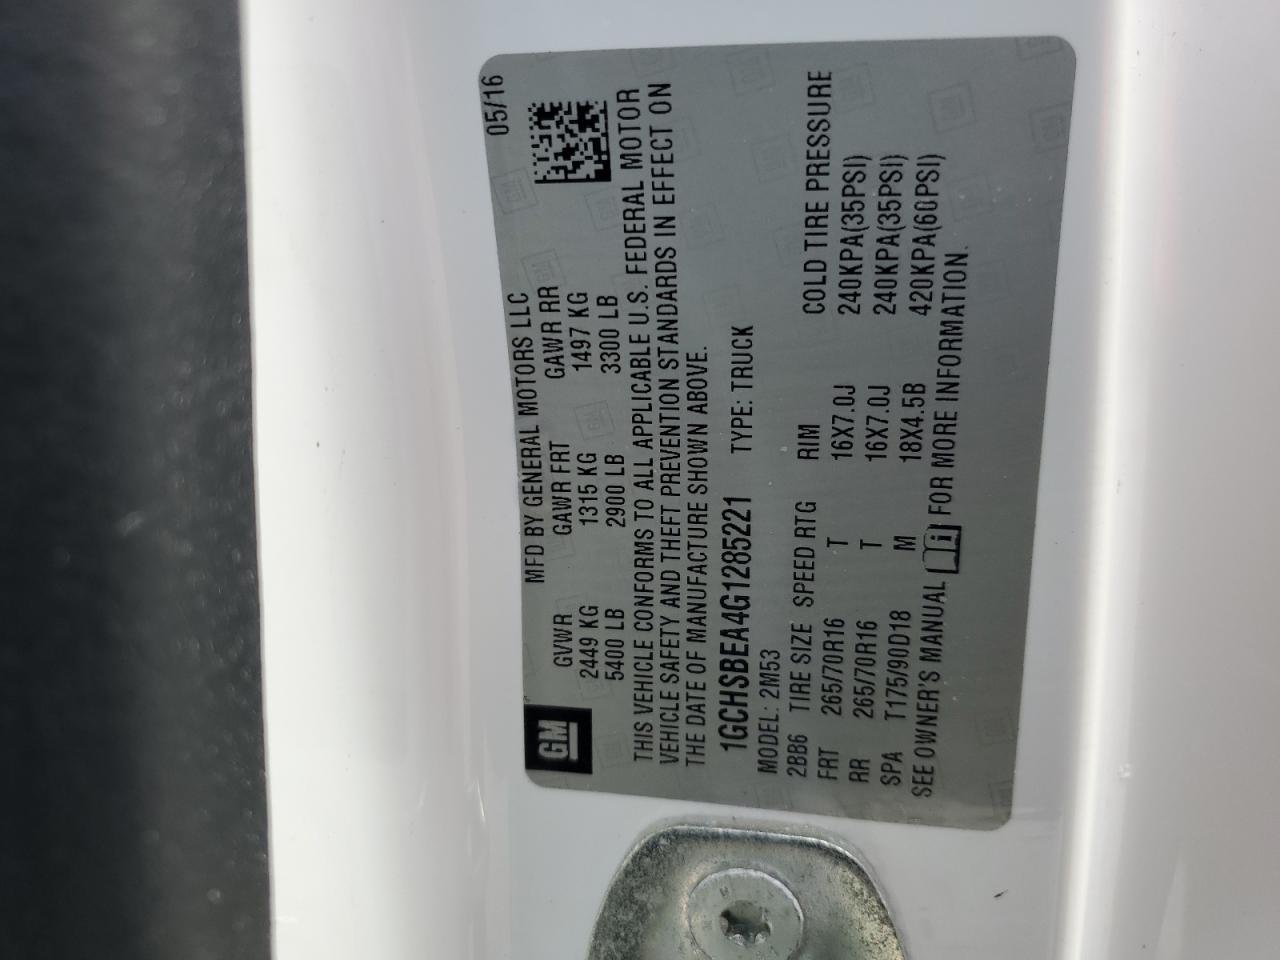 GM
MFD BY GENERAL MOTORS LLC 05/16
GVWR GAWR FRT GAWR RR
2449 KG 1315 KG 1497 KG
5400 LB 2900 LB 3300 LB
THIS VEHICLE CONFORMS TO ALL APPLICABLE U.S. FEDERAL MOTOR
VEHICLE SAFETY AND THEFT PREVENTION STANDARDS IN EFFECT ON
THE DATE OF MANUFACTURE SHOWN ABOVE.
1GCHSBEA4G1285221 TYPE: TRUCK
MODEL: 2M53
2BB6 TIRE SIZE SPEED RTG RIM COLD TIRE PRESSURE
FRT 265/70R16 T 16X7.0J 240KPA(35PSI)
RR 265/70R16 T 16X7.0J 240KPA(35PSI)
SPA T175/90D18 M 18X4.5B 420KPA(60PSI)
SEE OWNER'S MANUAL i FOR MORE INFORMATION.